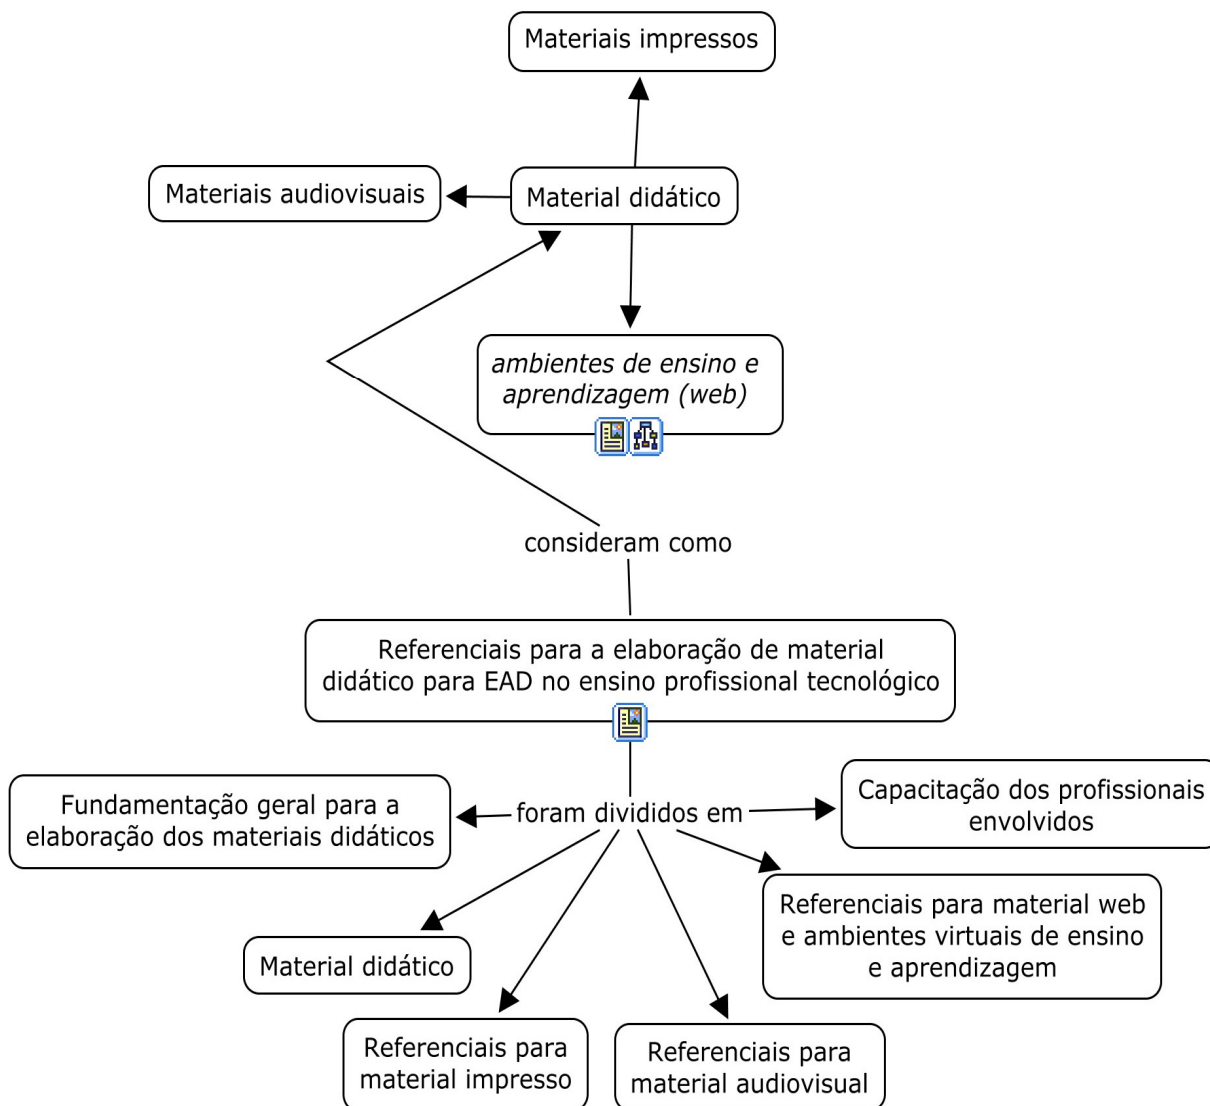 Materiais impressos
Materiais audiovisuais
Material didático
ambientes de ensino e
aprendizagem (web)
consideram como
Referenciais para a elaboração de material
didático para EAD no ensino profissional tecnológico
foram divididos em
Fundamentação geral para a
elaboração dos materiais didáticos
Capacitação dos profissionais
envolvidos
Material didático
Referenciais para material web
e ambientes virtuais de ensino
e aprendizagem
Referenciais para
material impresso
Referenciais para
material audiovisual